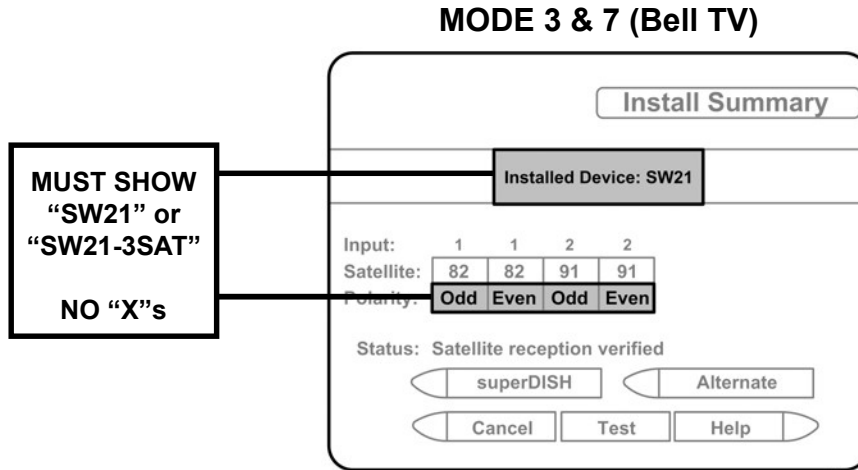 MODE 3 & 7 (Bell TV)
Install Summary
MUST SHOW
“SW21” or
“SW21-3SAT”
NO “X”s
Installed Device: SW21
Input: 1 1 2 2
Satellite: 82 82 91 91
Polarity: Odd Even Odd Even
Status: Satellite reception verified
superDISH Alternate
Cancel Test Help